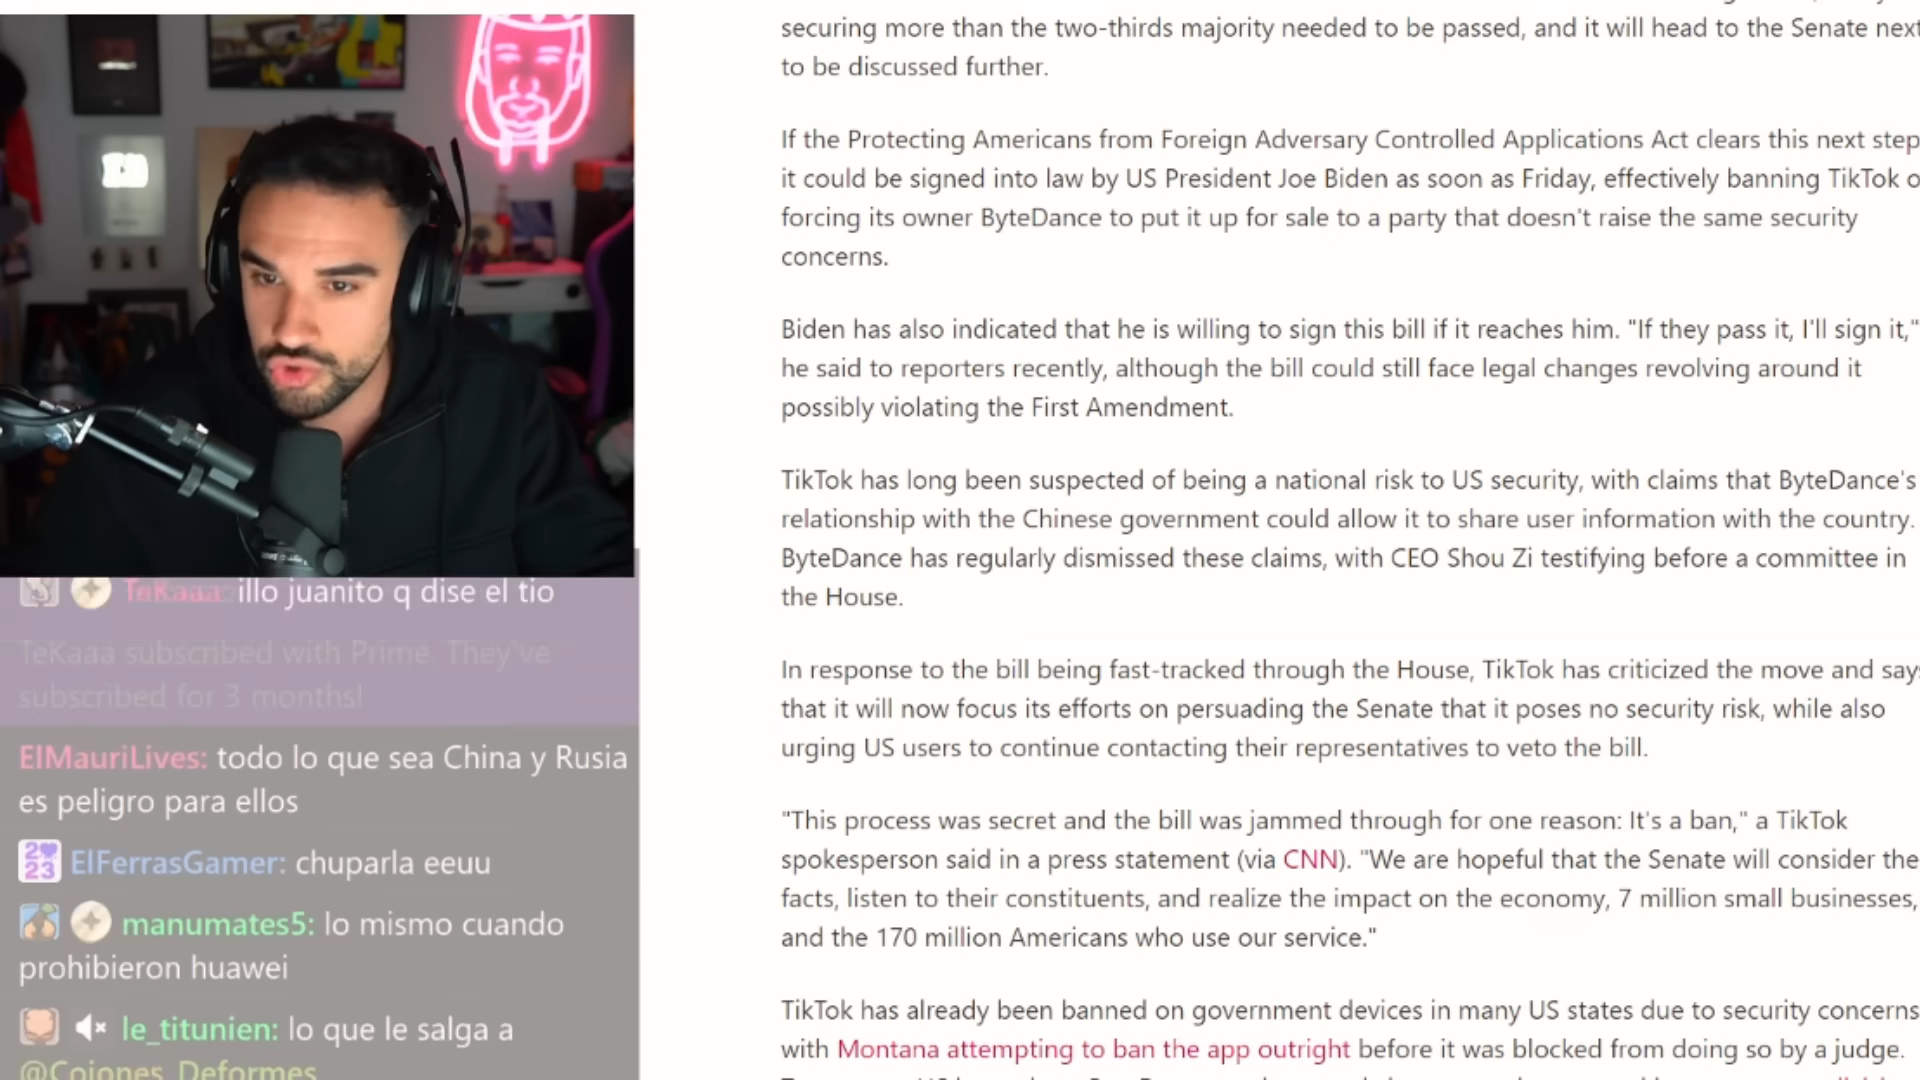 TeKaaa: illo juanito q dise el tio
TeKaaa subscribed with Prime. They've
subscribed for 3 months!
ElMauriLives: todo lo que sea China y Rusia
es peligro para ellos
2023 ElFerrasGamer: chuparla eeuu
manumates5: lo mismo cuando
prohibieron huawei
le_titunien: lo que le salga a
@Cojones_Deformes
securing more than the two-thirds majority needed to be passed, and it will head to the Senate next
to be discussed further.
If the Protecting Americans from Foreign Adversary Controlled Applications Act clears this next step
it could be signed into law by US President Joe Biden as soon as Friday, effectively banning TikTok o
forcing its owner ByteDance to put it up for sale to a party that doesn't raise the same security
concerns.
Biden has also indicated that he is willing to sign this bill if it reaches him. "If they pass it, I'll sign it,"
he said to reporters recently, although the bill could still face legal changes revolving around it
possibly violating the First Amendment.
TikTok has long been suspected of being a national risk to US security, with claims that ByteDance's
relationship with the Chinese government could allow it to share user information with the country.
ByteDance has regularly dismissed these claims, with CEO Shou Zi testifying before a committee in
the House.
In response to the bill being fast-tracked through the House, TikTok has criticized the move and says
that it will now focus its efforts on persuading the Senate that it poses no security risk, while also
urging US users to continue contacting their representatives to veto the bill.
"This process was secret and the bill was jammed through for one reason: It's a ban," a TikTok
spokesperson said in a press statement (via CNN). "We are hopeful that the Senate will consider the
facts, listen to their constituents, and realize the impact on the economy, 7 million small businesses,
and the 170 million Americans who use our service."
TikTok has already been banned on government devices in many US states due to security concerns
with Montana attempting to ban the app outright before it was blocked from doing so by a judge.